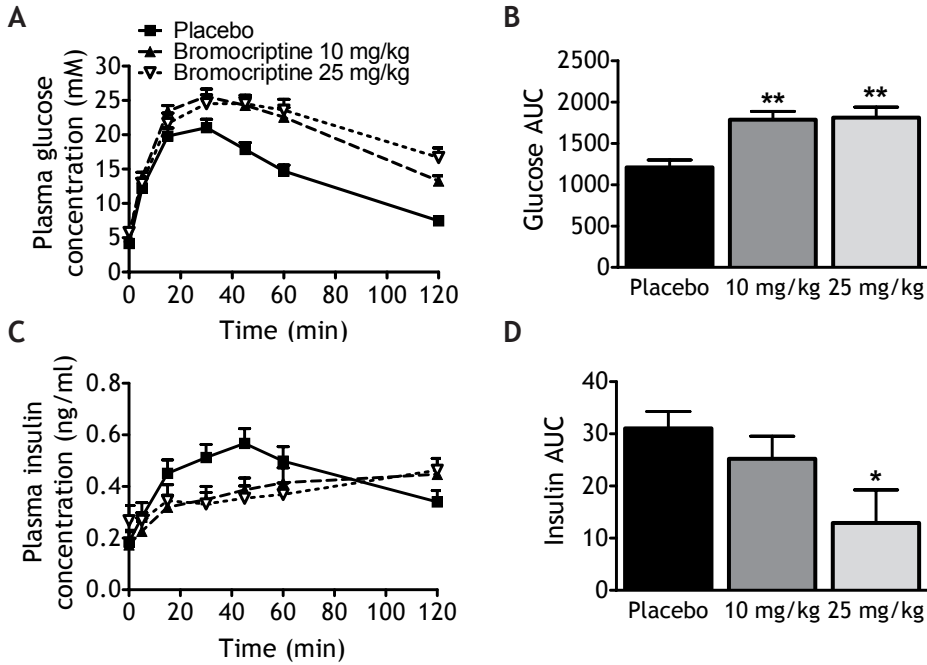 A
Placebo
Bromocriptine 10 mg/kg
Bromocriptine 25 mg/kg
Plasma glucose
concentration (mM)
30
25
20
15
10
5
0
0 20 40 60 80 100 120
Time (min)
B
Glucose AUC
2500
2000
1500
1000
500
0
** **
Placebo 10 mg/kg 25 mg/kg
C
Plasma insulin
concentration (ng/ml)
0.8
0.6
0.4
0.2
0.0
0 20 40 60 80 100 120
Time (min)
D
Insulin AUC
40
30
20
10
0
*
Placebo 10 mg/kg 25 mg/kg